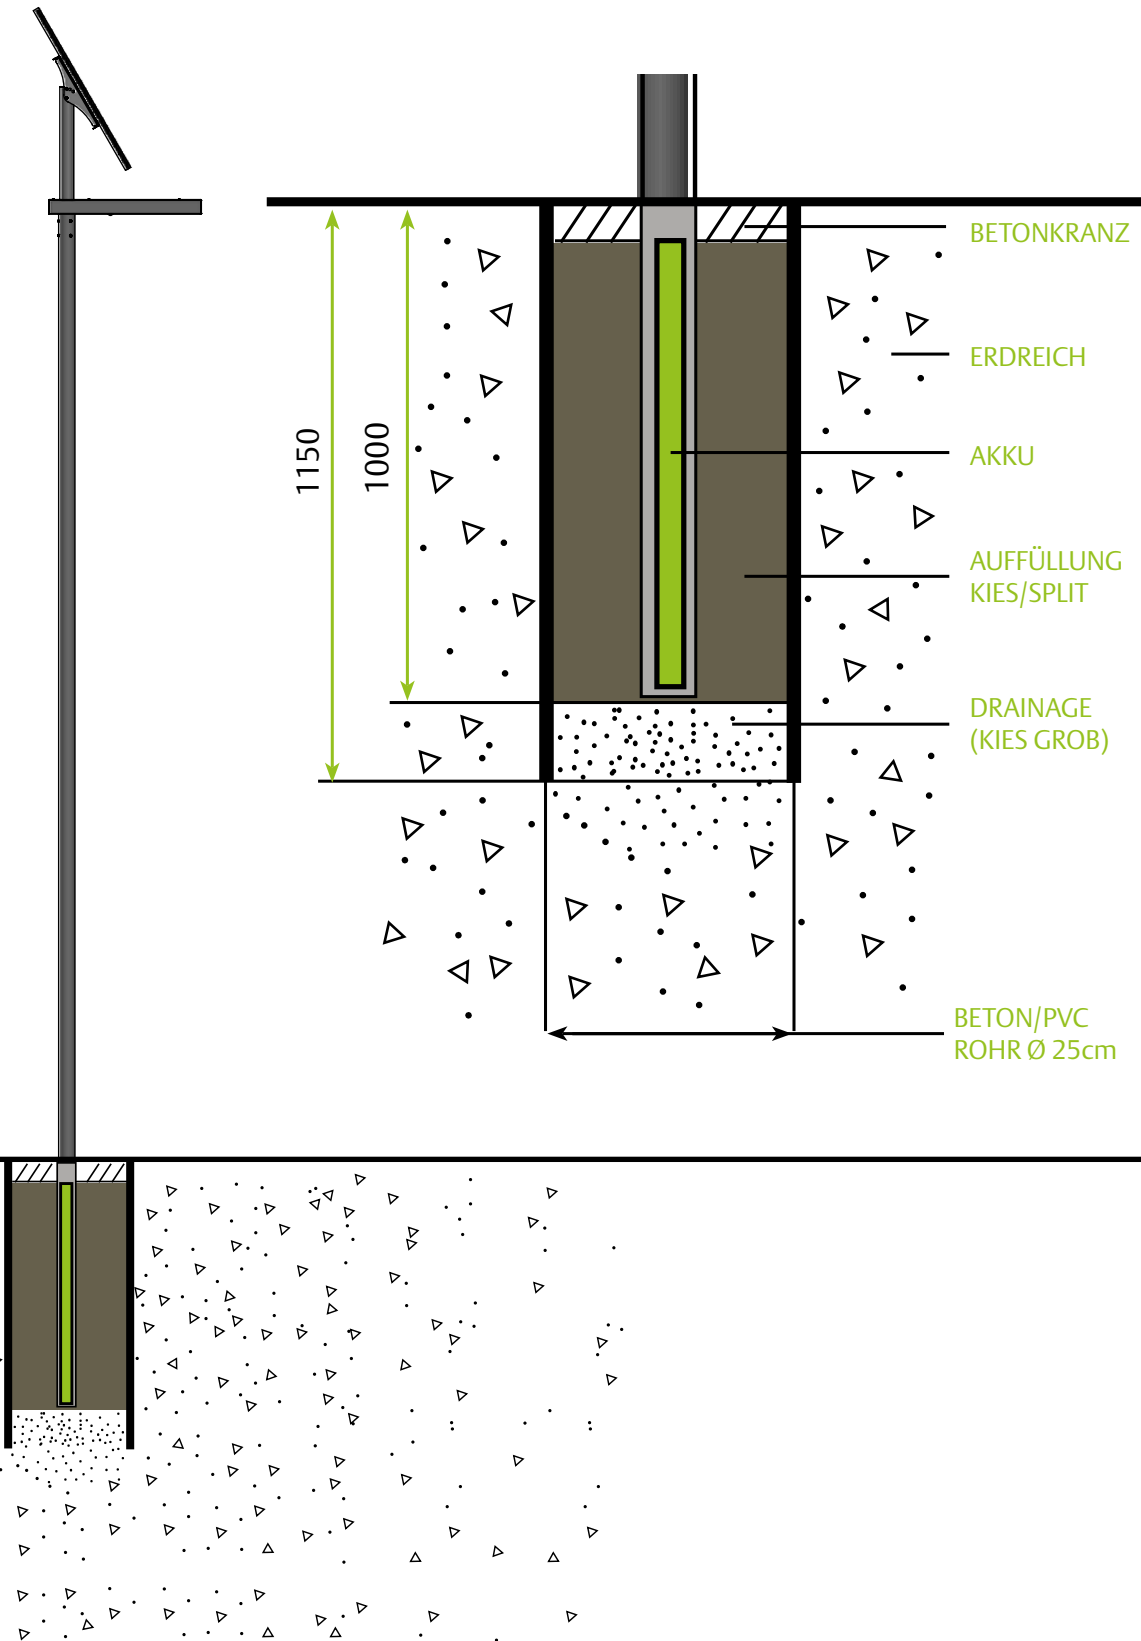 BETONKRANZ
ERDREICH
1150
1000
AKKU
AUFFÜLLUNG
KIES/SPLIT
DRAINAGE
(KIES GROB)
BETON/PVC
ROHR Ø 25cm